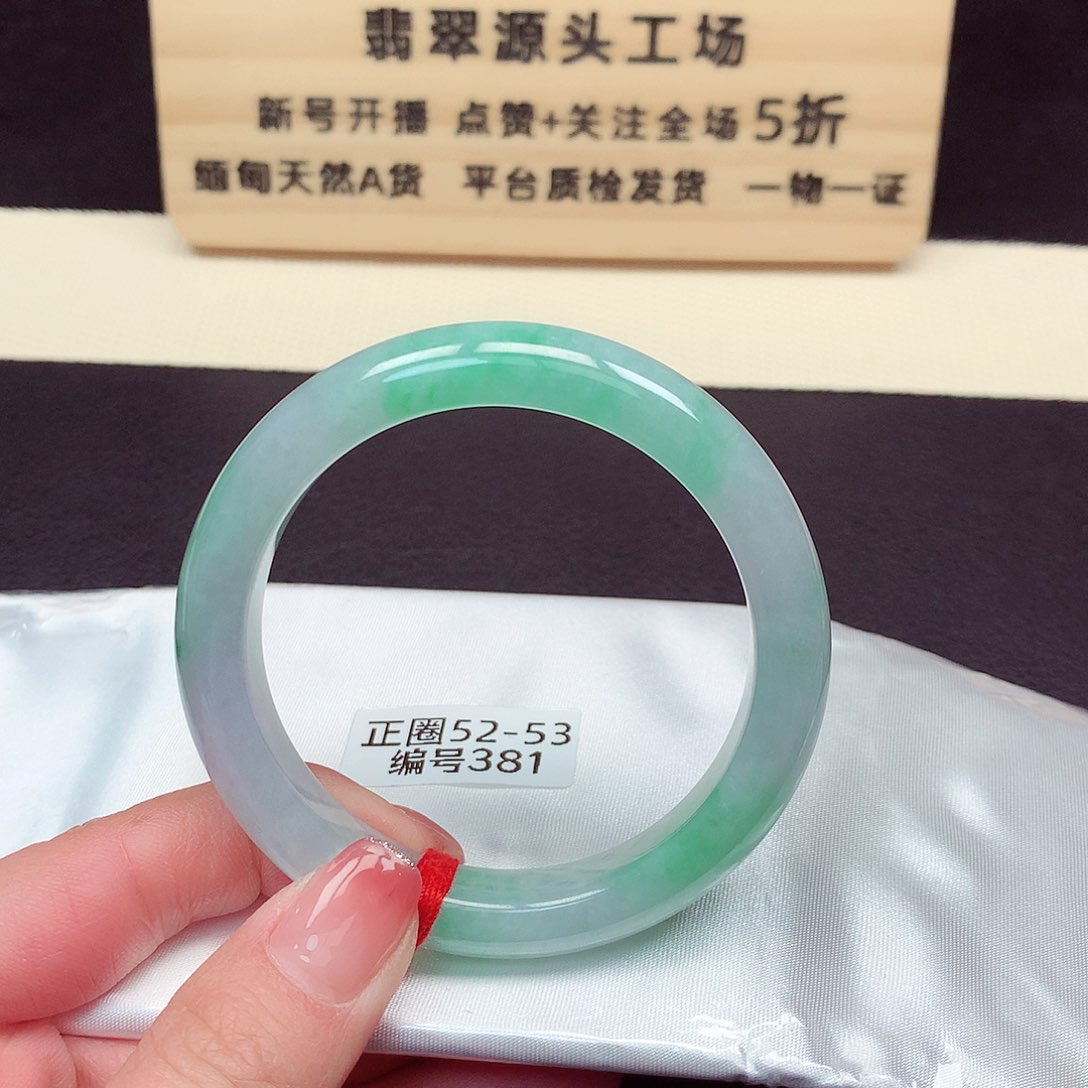 翡翠源头工场
新号开播 点赞+关注全场5折
缅甸天然A货 平台质检发货 一物一证
正圈52-53
编号381